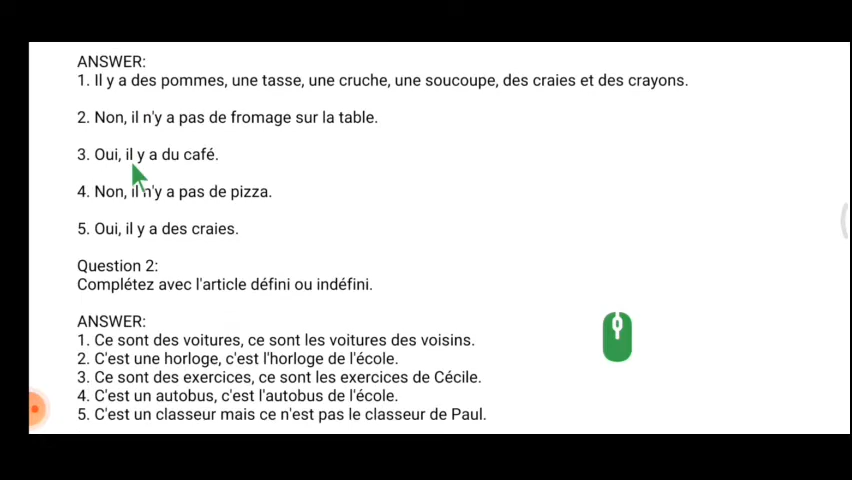 ANSWER:
1. Il y a des pommes, une tasse, une cruche, une soucoupe, des craies et des crayons.
2. Non, il n'y a pas de fromage sur la table.
3. Oui, il y a du café.
4. Non, il n'y a pas de pizza.
5. Oui, il y a des craies.
Question 2:
Complétez avec l'article défini ou indéfini.
ANSWER:
1. Ce sont des voitures, ce sont les voitures des voisins.
2. C'est une horloge, c'est l'horloge de l'école.
3. Ce sont des exercices, ce sont les exercices de Cécile.
4. C'est un autobus, c'est l'autobus de l'école.
5. C'est un classeur mais ce n'est pas le classeur de Paul.